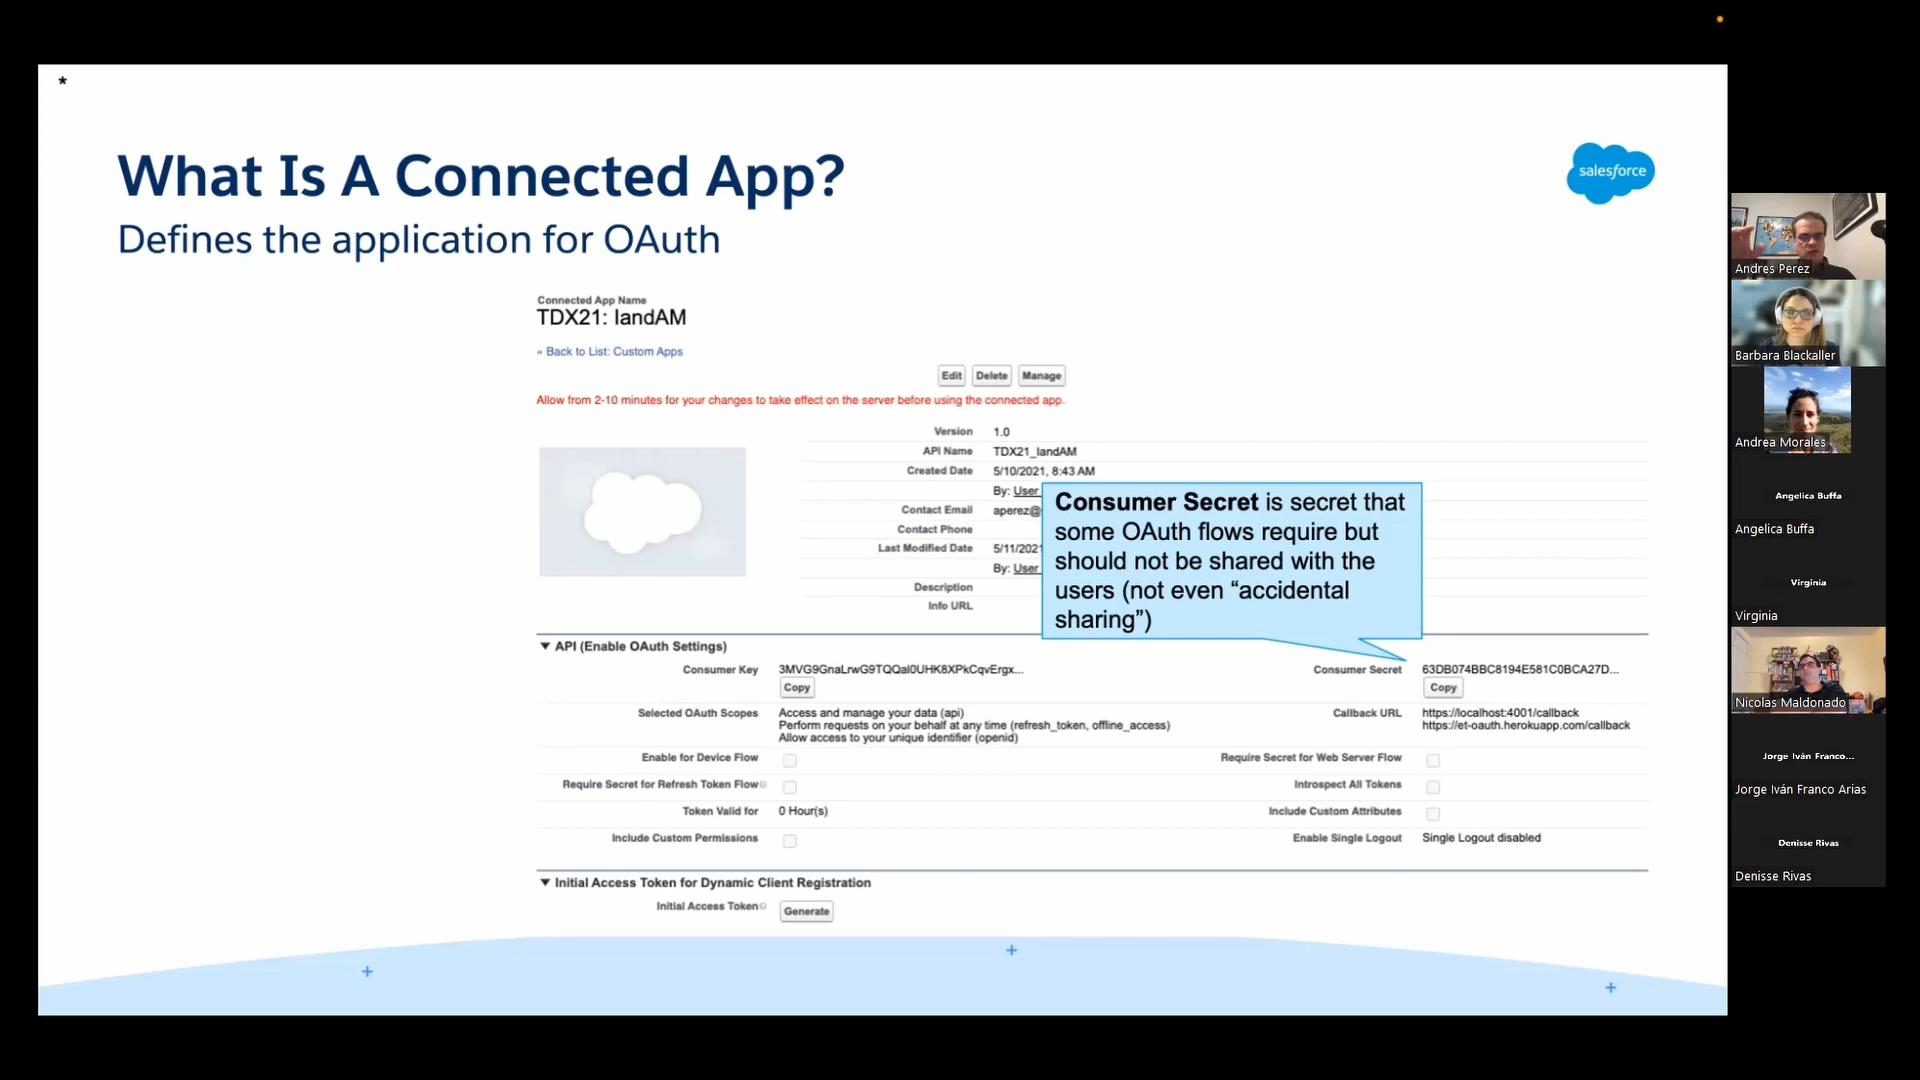 *
What Is A Connected App?
Defines the application for OAuth
salesforce
Connected App Name
TDX21: IandAM
« Back to List: Custom Apps
Edit Delete Manage
Allow from 2-10 minutes for your changes to take effect on the server before using the connected app.
Version 1.0
API Name TDX21_IandAM
Created Date 5/10/2021, 8:43 AM
By: User
Contact Email aperez@
Contact Phone
Last Modified Date 5/11/2021
By: User
Description
Info URL
Consumer Secret is secret that
some OAuth flows require but
should not be shared with the
users (not even “accidental
sharing”)
API (Enable OAuth Settings)
Consumer Key 3MVG9GnaLrwG9TQQal0UHK8XPkCqvErgx... Consumer Secret 63DB074BBC8194E581C0BCA27D...
Copy Copy
Selected OAuth Scopes Access and manage your data (api) Callback URL https://localhost:4001/callback
Perform requests on your behalf at any time (refresh_token, offline_access) https://et-oauth.herokuapp.com/callback
Allow access to your unique identifier (openid)
Enable for Device Flow Require Secret for Web Server Flow
Require Secret for Refresh Token Flow Introspect All Tokens
Token Valid for 0 Hour(s) Include Custom Attributes
Include Custom Permissions Enable Single Logout Single Logout disabled
Initial Access Token for Dynamic Client Registration
Initial Access Token Generate
Andres Perez
Barbara Blackaller
Andrea Morales
Angelica Buffa
Angelica Buffa
Virginia
Virginia
Nicolas Maldonado
Jorge Iván Franco...
Jorge Iván Franco Arias
Denisse Rivas
Denisse Rivas